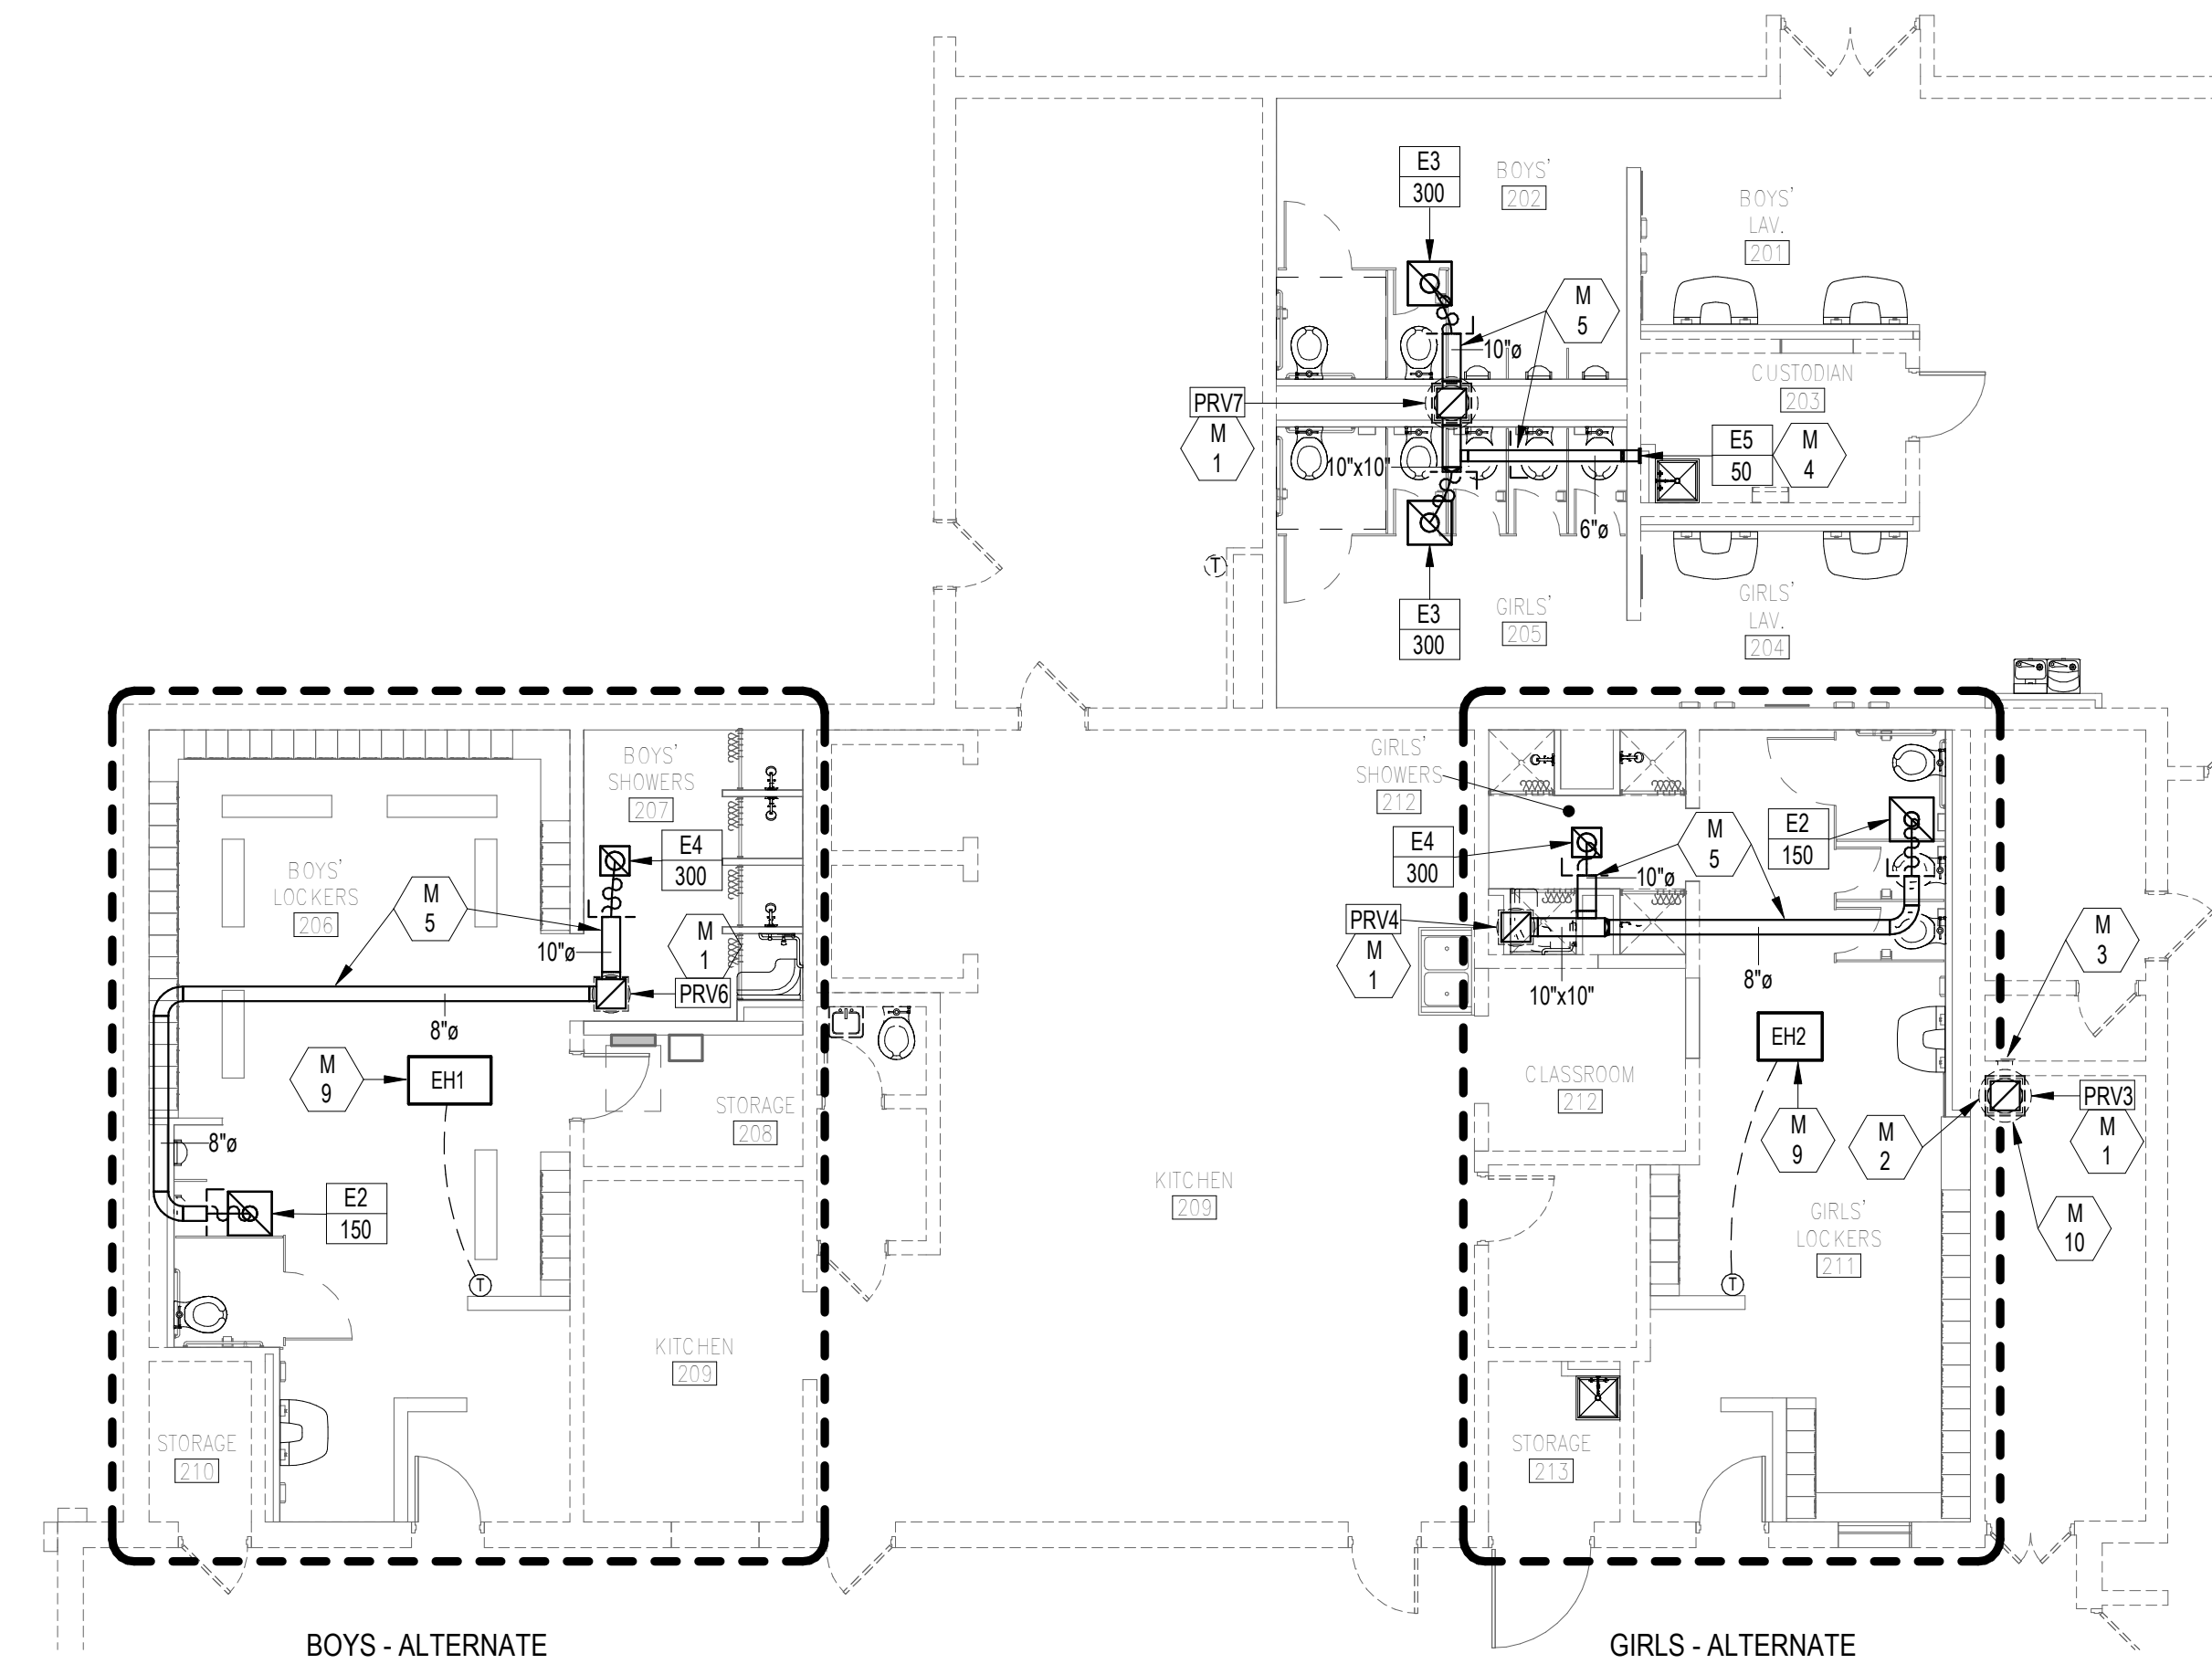 E3
300
BOYS'
202
BOYS'
LAV.
201
M
5
10"ø
CUSTODIAN
203
PRV7
M
1
E5
50
M
4
10"x10"
6"ø
T
E3
300
GIRLS'
205
GIRLS'
LAV.
204
BOYS'
SHOWERS
207
GIRLS'
SHOWERS
212
E4
300
E4
300
M
5
E2
150
10"ø
BOYS'
LOCKERS
206
M
5
10"ø
M
1
PRV6
PRV4
M
1
M
3
8"ø
10"x10"
8"ø
M
9
EH1
EH2
CLASSROOM
212
STORAGE
208
PRV3
M
1
M
9
M
2
8"ø
E2
150
KITCHEN
209
GIRLS'
LOCKERS
211
M
10
T
T
KITCHEN
209
STORAGE
210
STORAGE
213
BOYS - ALTERNATE
GIRLS - ALTERNATE